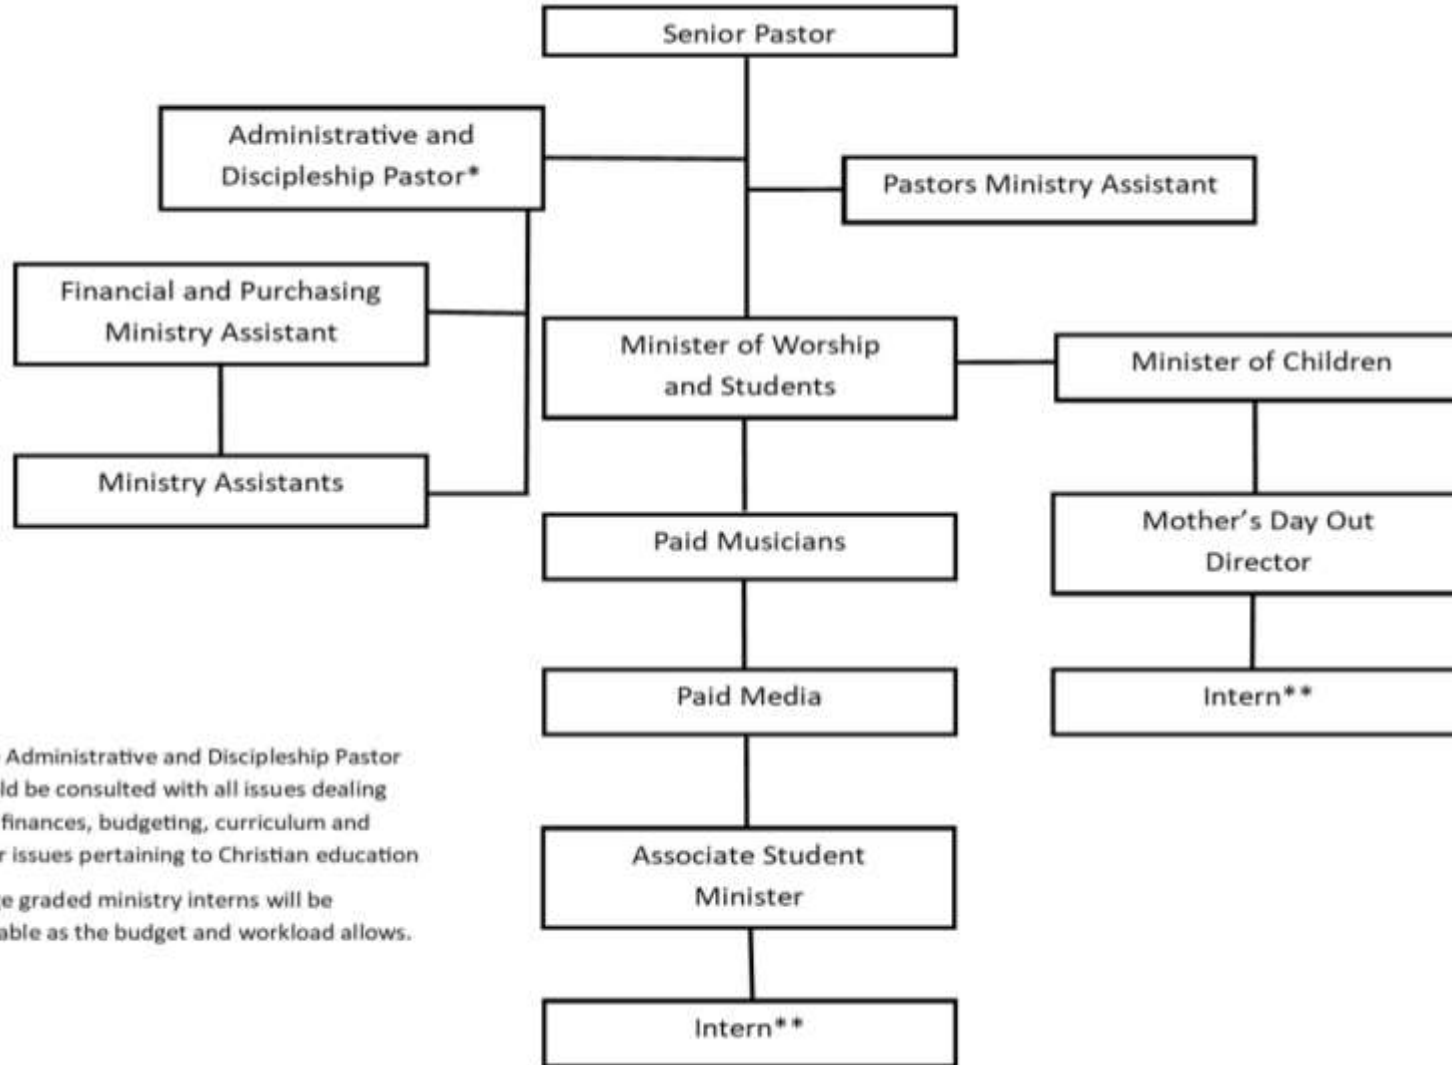 Senior Pastor
Administrative and
Discipleship Pastor*
Pastors Ministry Assistant
Financial and Purchasing
Ministry Assistant
Minister of Worship
and Students
Minister of Children
Ministry Assistants
Paid Musicians
Mother’s Day Out
Director
Paid Media
Intern**
Administrative and Discipleship Pastor
be consulted with all issues dealing
finances, budgeting, curriculum and
issues pertaining to Christian education
graded ministry interns will be
as the budget and workload allows.
Associate Student
Minister
Intern**